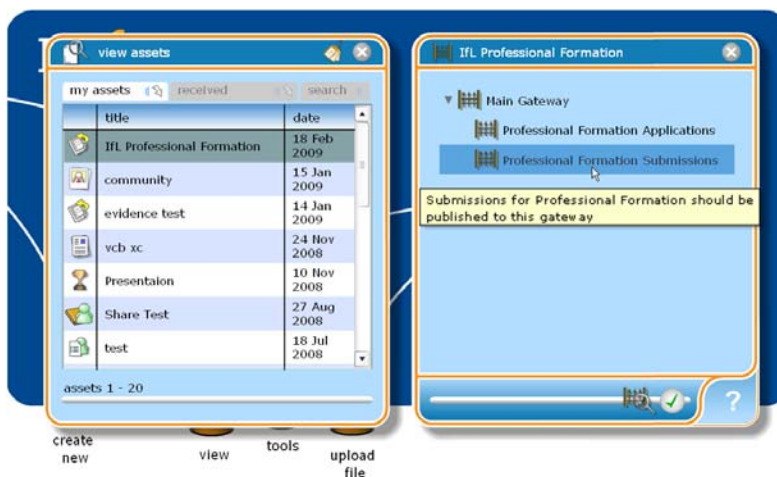 view assets
my assets
received
search
title
date
IfL Professional Formation
18 Feb
2009
community
15 Jan
2009
evidence test
14 Jan
2009
vcb xc
24 Nov
2008
Presentaion
10 Nov
2008
Share Test
27 Aug
2008
test
18 Jul
2008
assets 1 - 20
IfL Professional Formation
Main Gateway
Professional Formation Applications
Professional Formation Submissions
Submissions for Professional Formation should be
published to this gateway
?
create
new
view
tools
upload
file